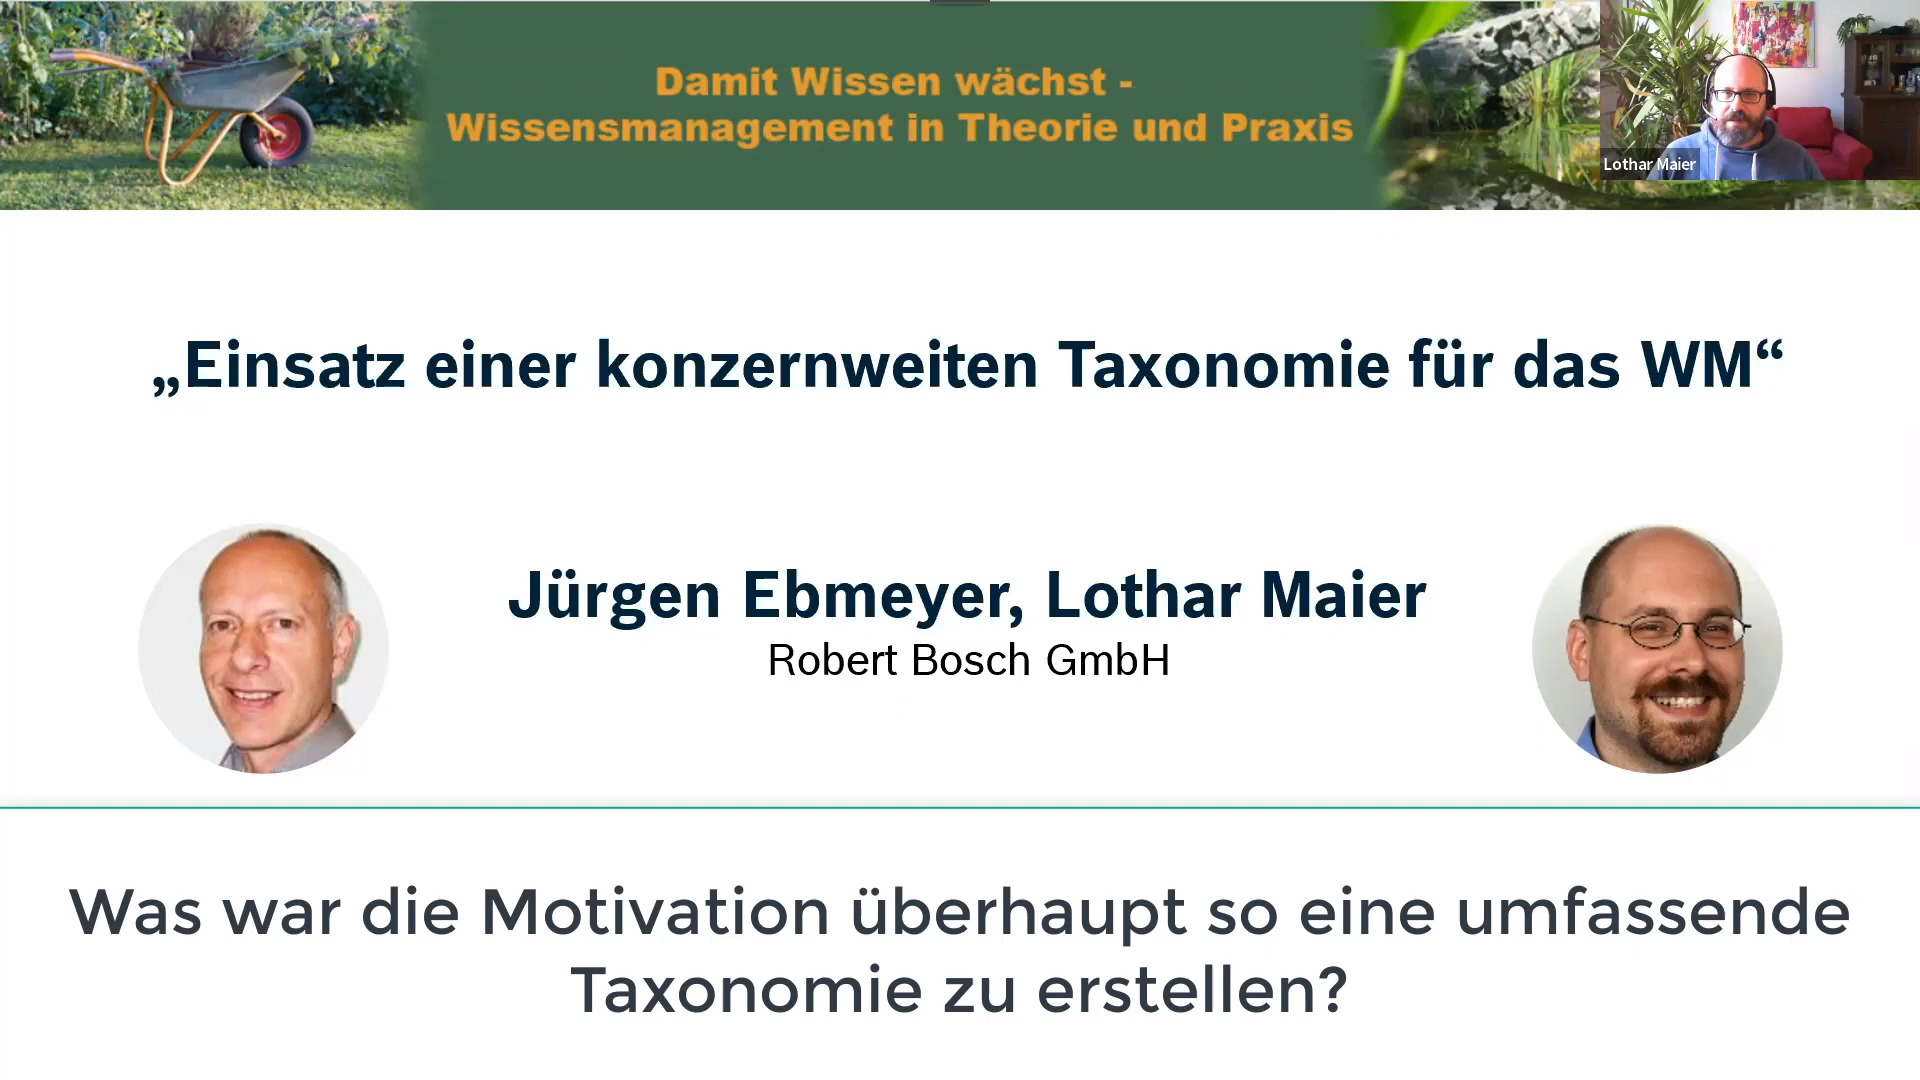 Damit Wissen wächst -
Wissensmanagement in Theorie und Praxis
Lothar Maier
„Einsatz einer konzernweiten Taxonomie für das WM“
Jürgen Ebmeyer, Lothar Maier
Robert Bosch GmbH
Was war die Motivation überhaupt so eine umfassende
Taxonomie zu erstellen?